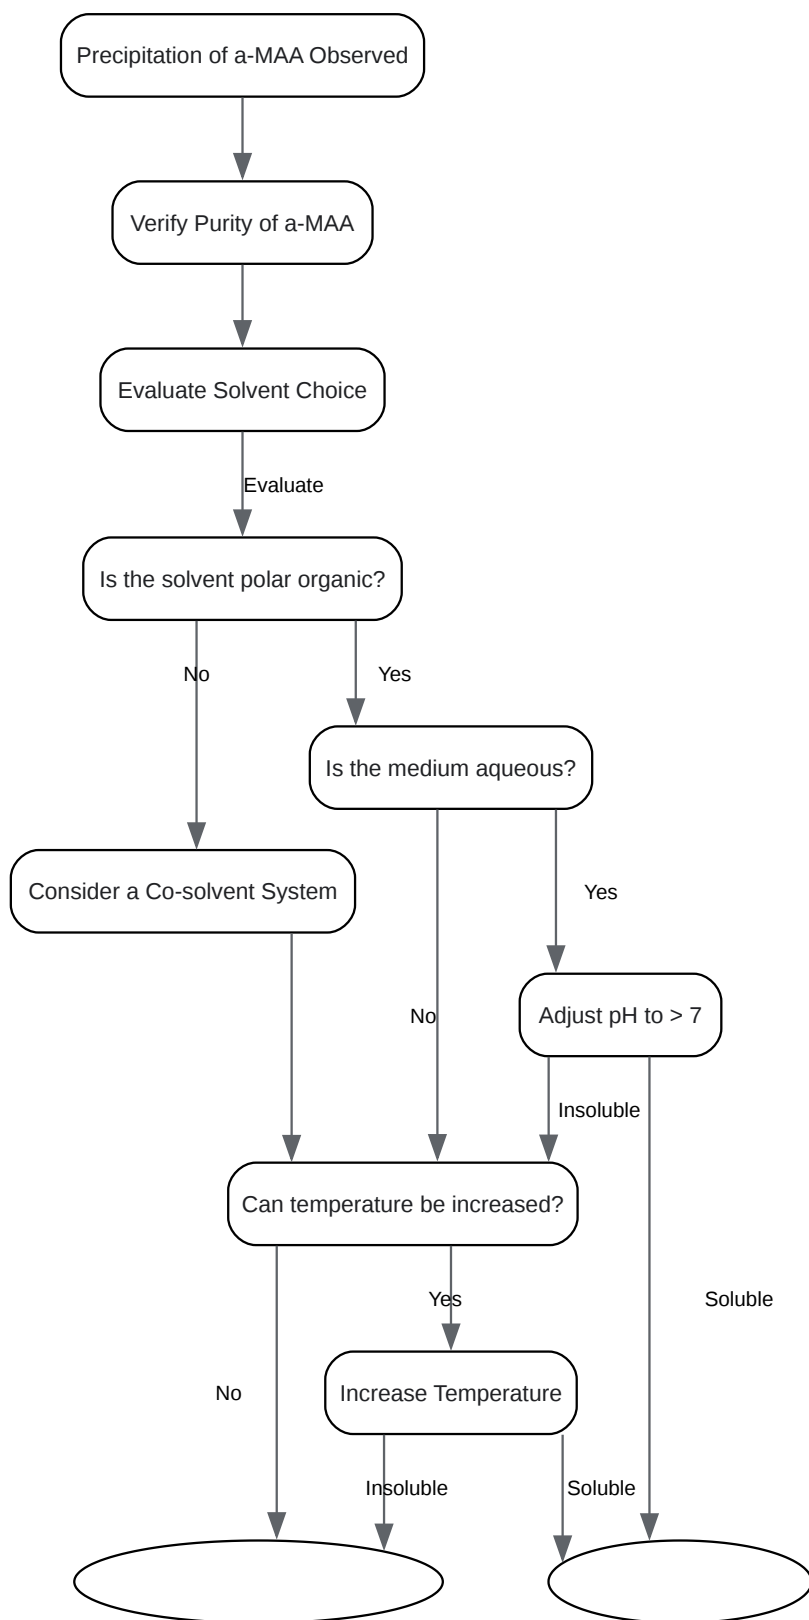 Precipitation of a-MAA Observed
Verify Purity of a-MAA
Evaluate Solvent Choice
Evaluate
Is the solvent polar organic?
No
Yes
Is the medium aqueous?
Consider a Co-solvent System
Yes
No
Adjust pH to > 7
Insoluble
Can temperature be increased?
Yes
Soluble
No
Increase Temperature
Insoluble
Soluble